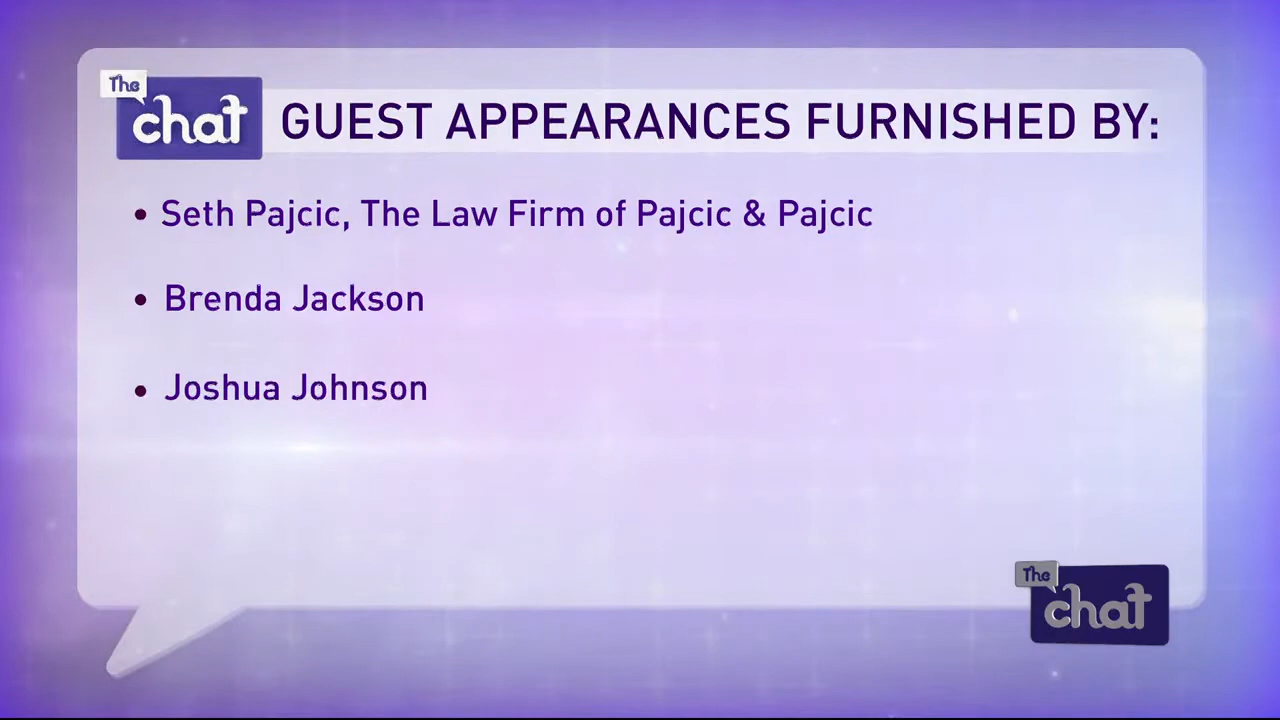 The
chat
GUEST APPEARANCES FURNISHED BY:
• Seth Pajcic, The Law Firm of Pajcic & Pajcic
• Brenda Jackson
• Joshua Johnson
The
chat